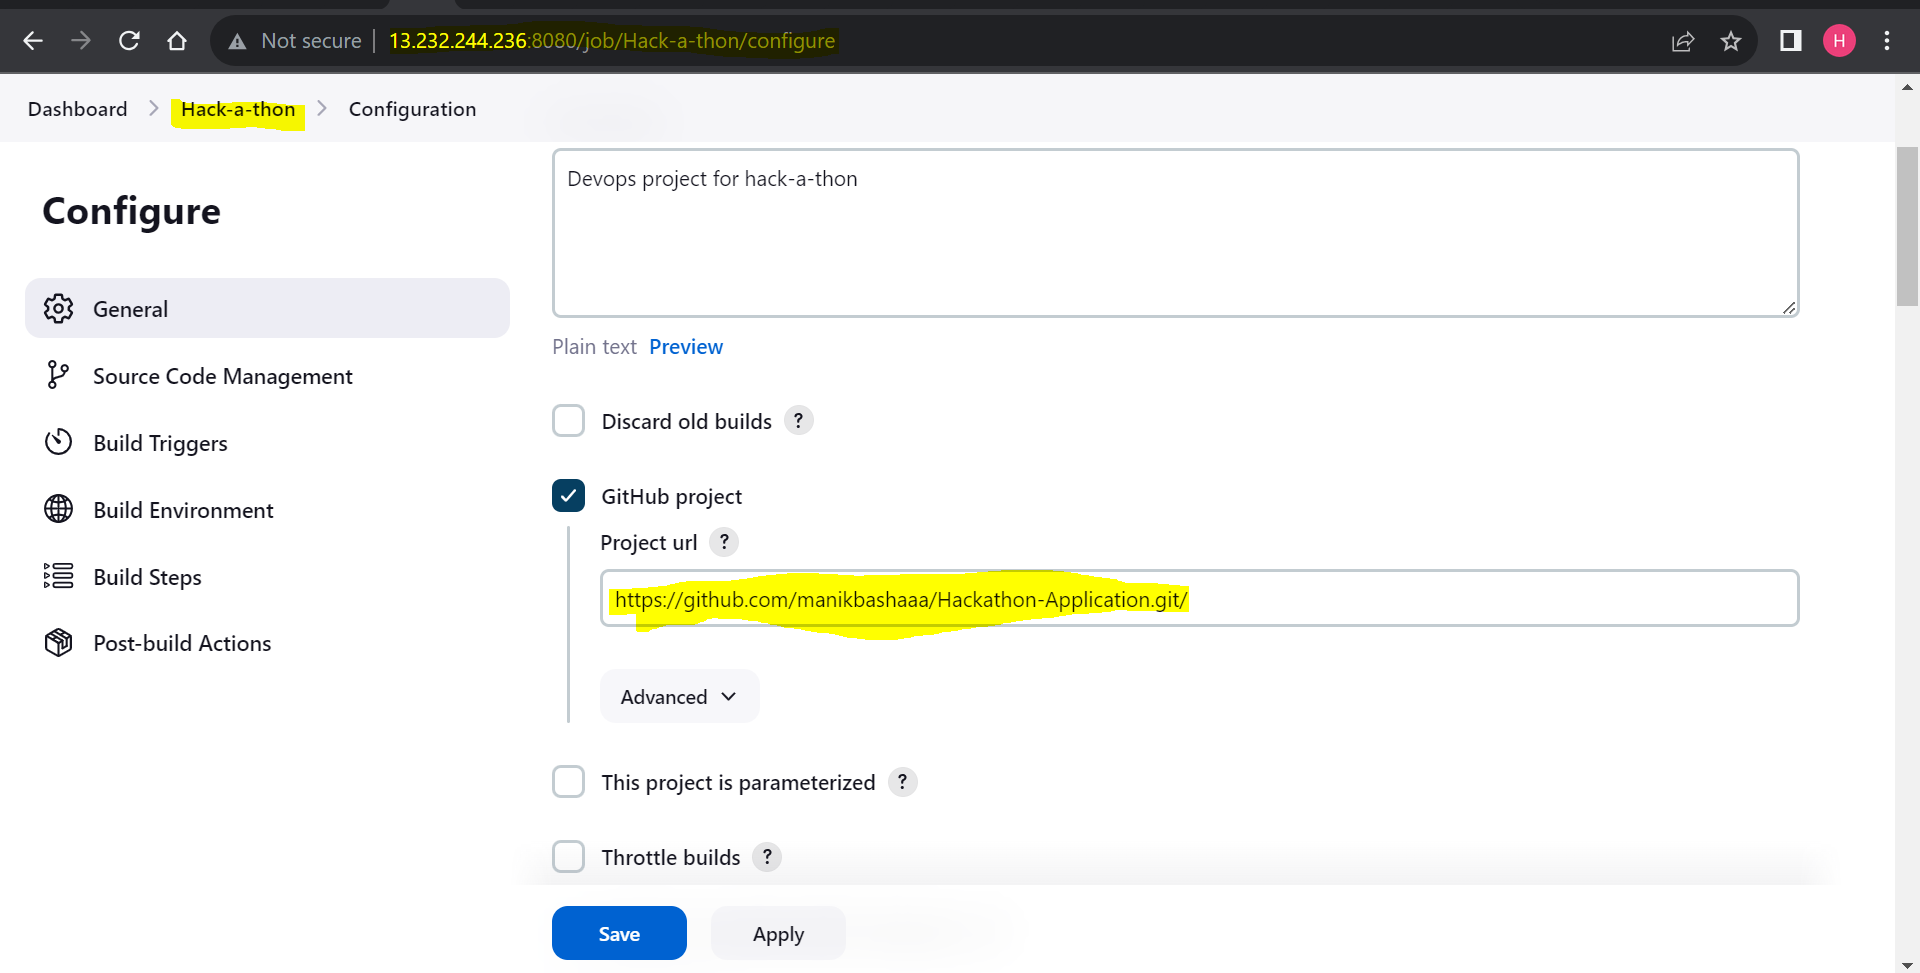 Not secure 13.232.244.236:8080/job/Hack-a-thon/configure H
Dashboard Hack-a-thon Configuration
Configure
General
Source Code Management
Build Triggers
Build Environment
Build Steps
Post-build Actions
Devops project for hack-a-thon
Plain text Preview
Discard old builds ?
GitHub project
Project url ?
https://github.com/manikbashaaa/Hackathon-Application.git/
Advanced
This project is parameterized ?
Throttle builds ?
Save Apply